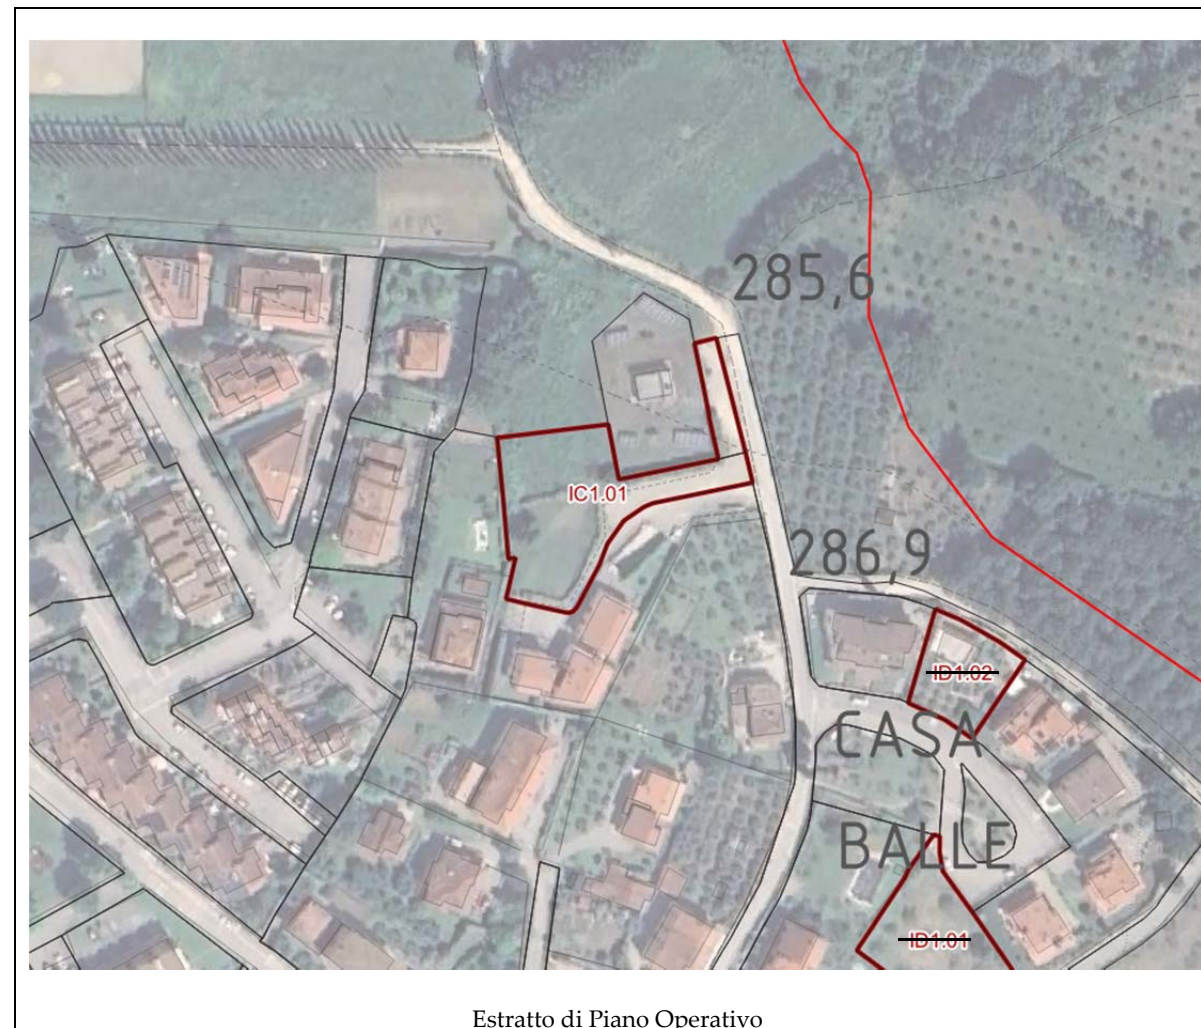 285,6
IC1.01
286,9
ID1.02
CASA
BALLE
ID1.01
Estratto di Piano Operativo